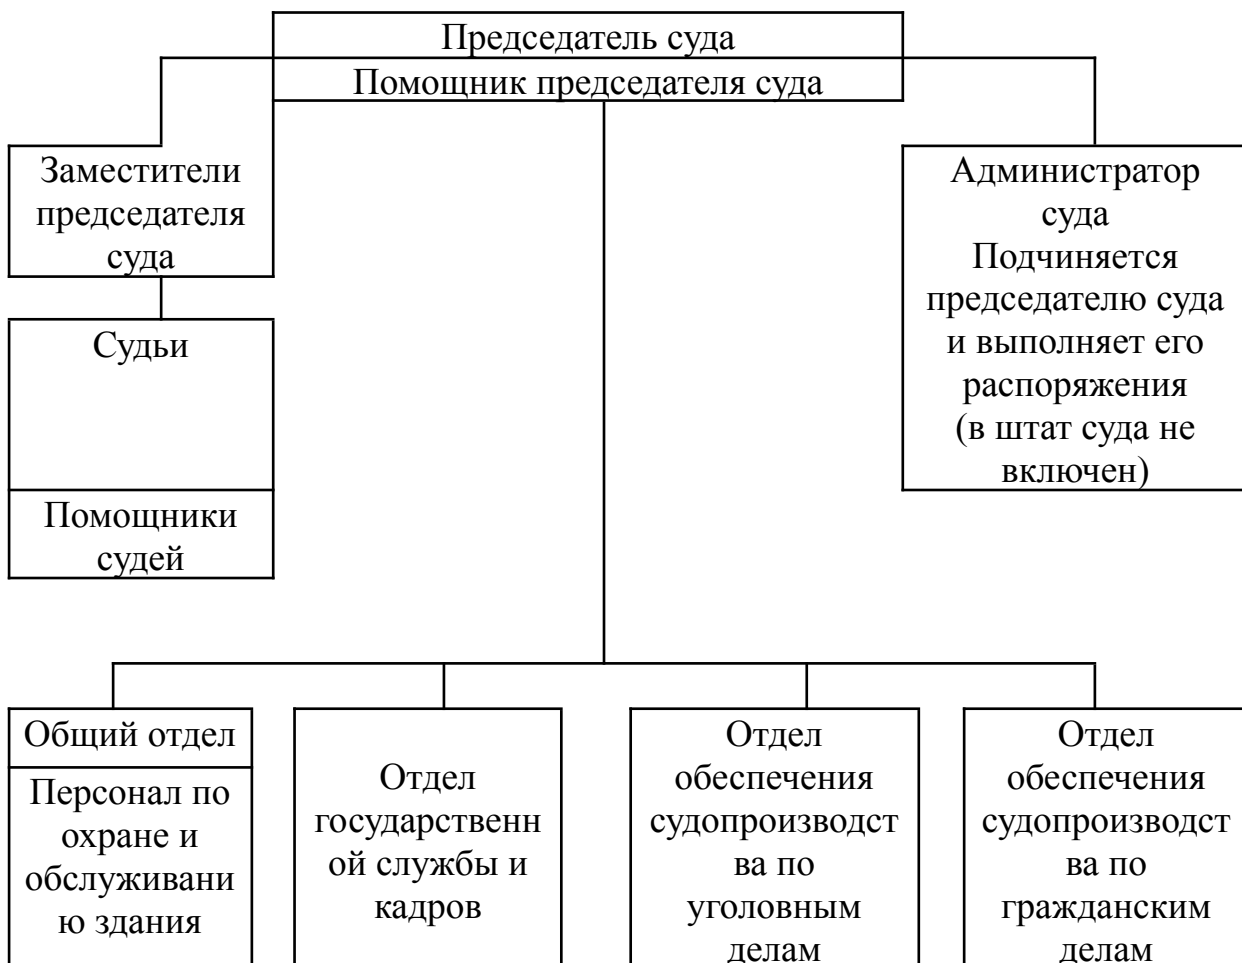 Председатель суда
Помощник председателя суда
Заместители
председателя
суда
Администратор
суда
Подчиняется
председателю суда
и выполняет его
распоряжения
(в штат суда не
включен)
Судьи
Помощники
судей
Общий отдел
Персонал по
охране и
обслуживани
ю здания
Отдел
государственн
ой службы и
кадров
Отдел
обеспечения
судопроизводст
ва по
уголовным
делам
Отдел
обеспечения
судопроизводст
ва по
гражданским
делам